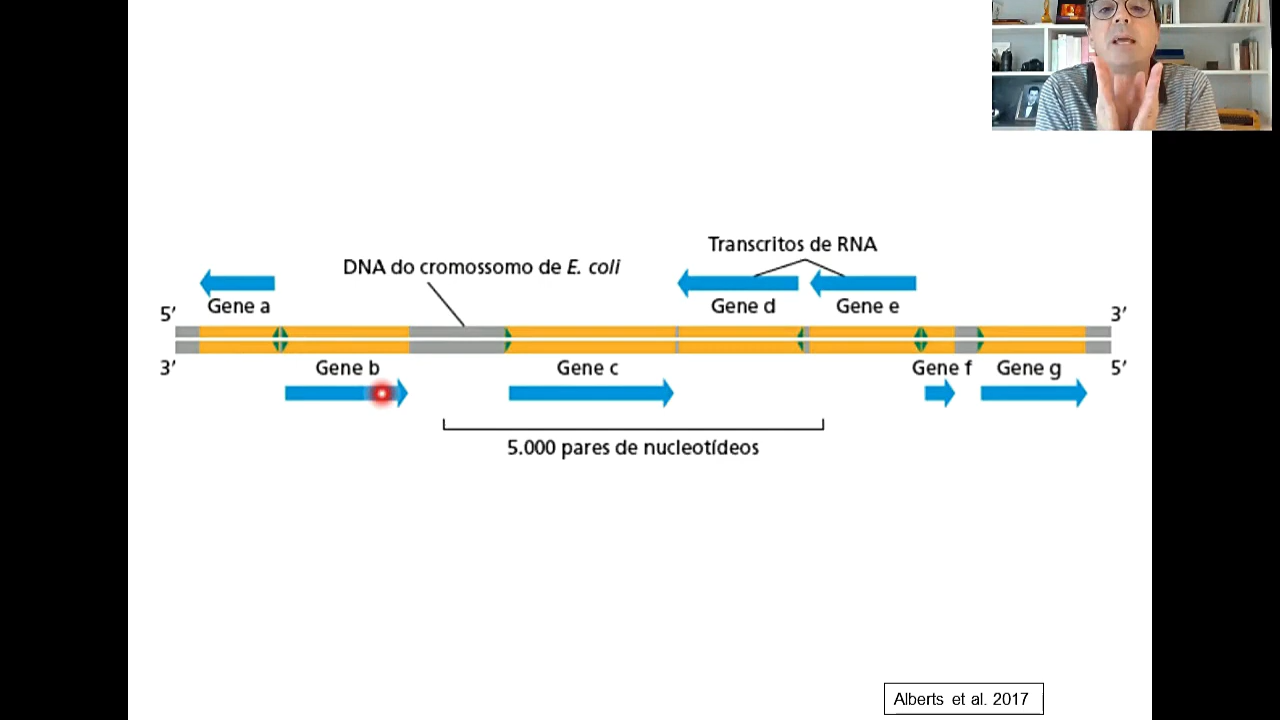 Transcritos de RNA
DNA do cromossomo de E. coli
Gene a
Gene d
Gene e
5′
3′
3′
5′
Gene b
Gene c
Gene f
Gene g
5.000 pares de nucleotídeos
Alberts et al. 2017